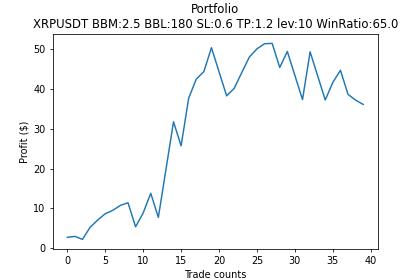 Portfolio
XRPUSDT BBM:2.5 BBL:180 SL:0.6 TP:1.2 lev:10 WinRatio:65.0
50
40
30
20
10
0
Profit ($)
0 5 10 15 20 25 30 35 40
Trade counts